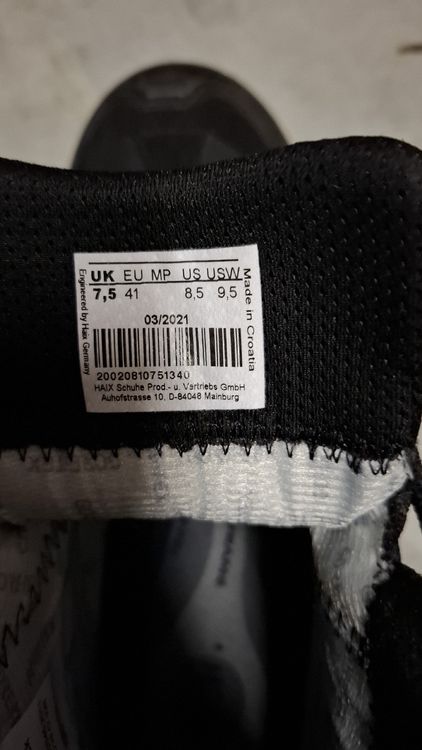 UK EU MP US USW
7,5 41 8,5 9,5
03/2021
20020810751340
HAIX Schuhe Prod.- u. Vertriebs GmbH
Auhofstrasse 10, D-84048 Mainburg
Engineered by Haix Germany
Made in Croatia